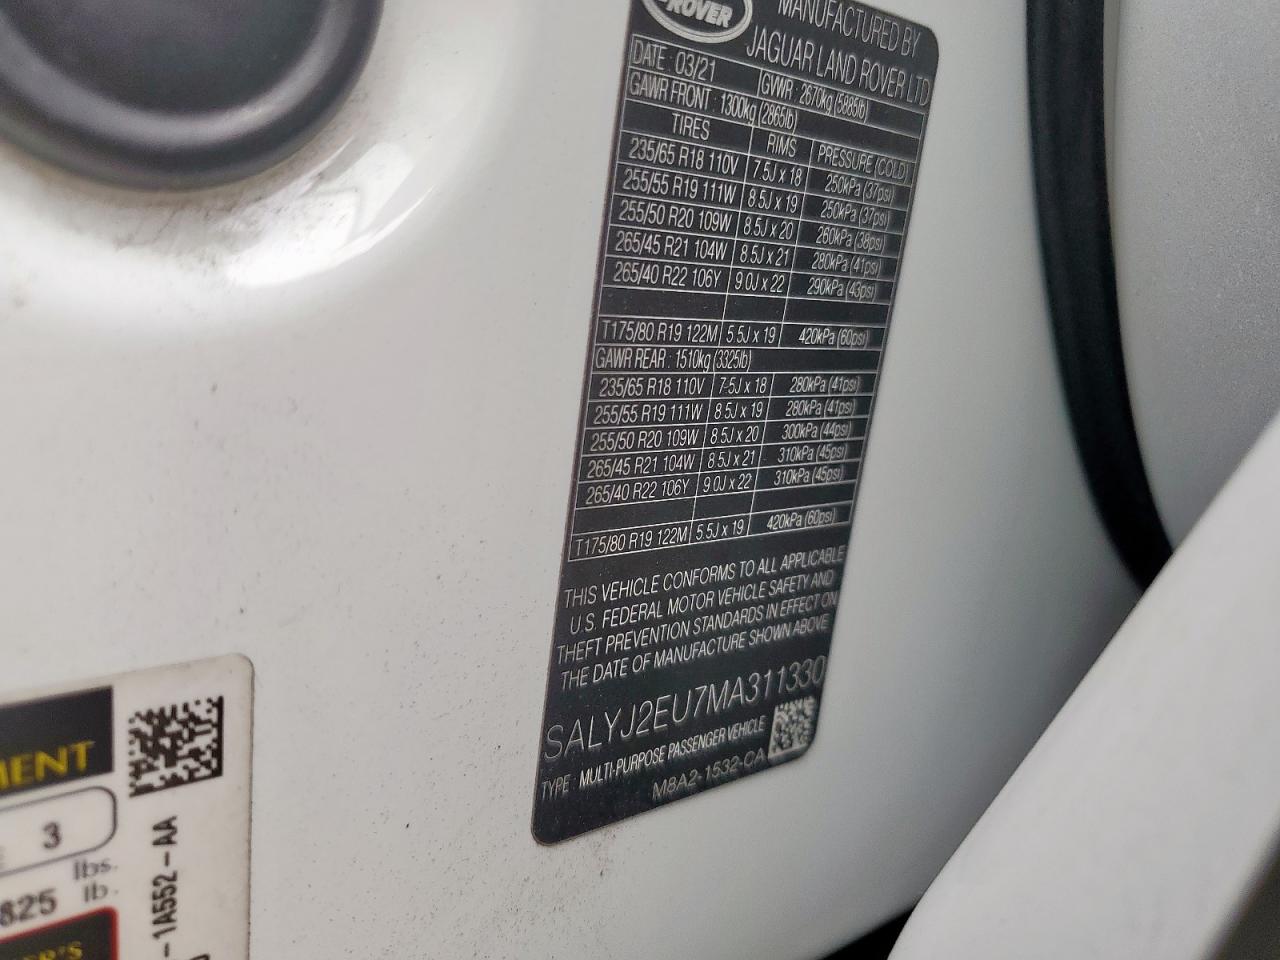 ROVER
MANUFACTURED BY
JAGUAR LAND ROVER LTD
DATE : 03/21 GVWR : 2670kg (5885lb)
GAWR FRONT : 1300kg (2865lb)
TIRES RIMS PRESSURE (COLD)
235/65 R18 110V 7.5J x 18 250kPa (37psi)
255/55 R19 111W 8.5J x 19 250kPa (37psi)
255/50 R20 109W 8.5J x 20 260kPa (38psi)
265/45 R21 104W 8.5J x 21 280kPa (41psi)
265/40 R22 106Y 9.0J x 22 290kPa (43psi)
T175/80 R19 122M 5.5J x 19 420kPa (60psi)
GAWR REAR : 1510kg (3325lb)
235/65 R18 110V 7.5J x 18 280kPa (41psi)
255/55 R19 111W 8.5J x 19 280kPa (41psi)
255/50 R20 109W 8.5J x 20 300kPa (44psi)
265/45 R21 104W 8.5J x 21 310kPa (45psi)
265/40 R22 106Y 9.0J x 22 310kPa (45psi)
T175/80 R19 122M 5.5J x 19 420kPa (60psi)
THIS VEHICLE CONFORMS TO ALL APPLICABLE
U.S. FEDERAL MOTOR VEHICLE SAFETY AND
THEFT PREVENTION STANDARDS IN EFFECT ON
THE DATE OF MANUFACTURE SHOWN ABOVE
SALYJ2EU7MA311330
TYPE : MULTI-PURPOSE PASSENGER VEHICLE
M8A2-1532-CA
MENT
3
lbs.
825 lb.
ER'S
-1A552-AA